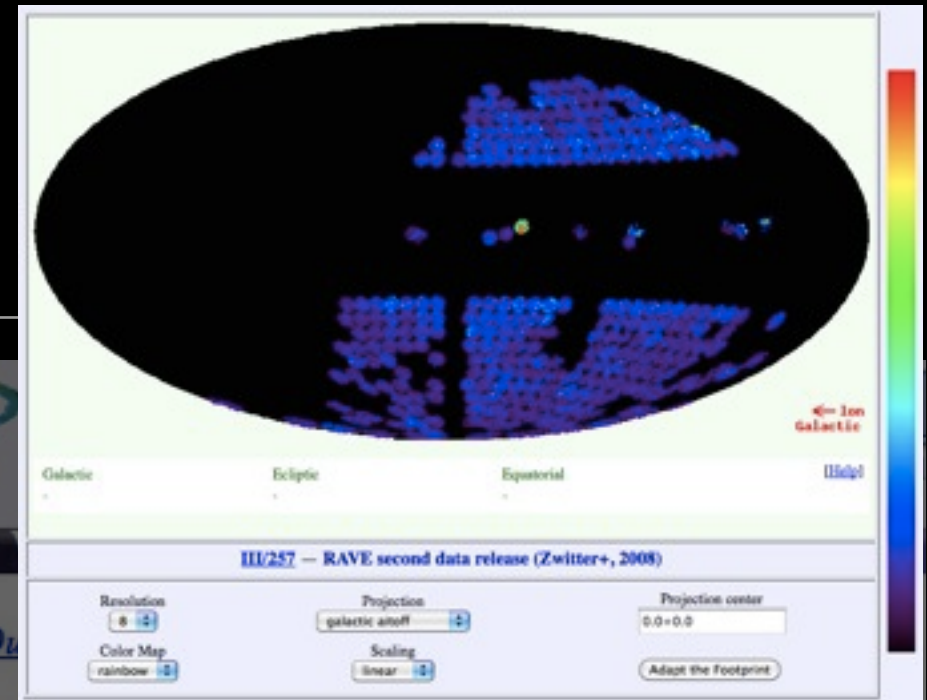 <— lon
Galactic
Galactic Ecliptic Equatorial [Help]
III/257 — RAVE second data release (Zwitter+, 2008)
Resolution Projection Projection center
8 galactic aitoff 0.0+0.0
Color Map Scaling
rainbow linear Adapt the Footprint